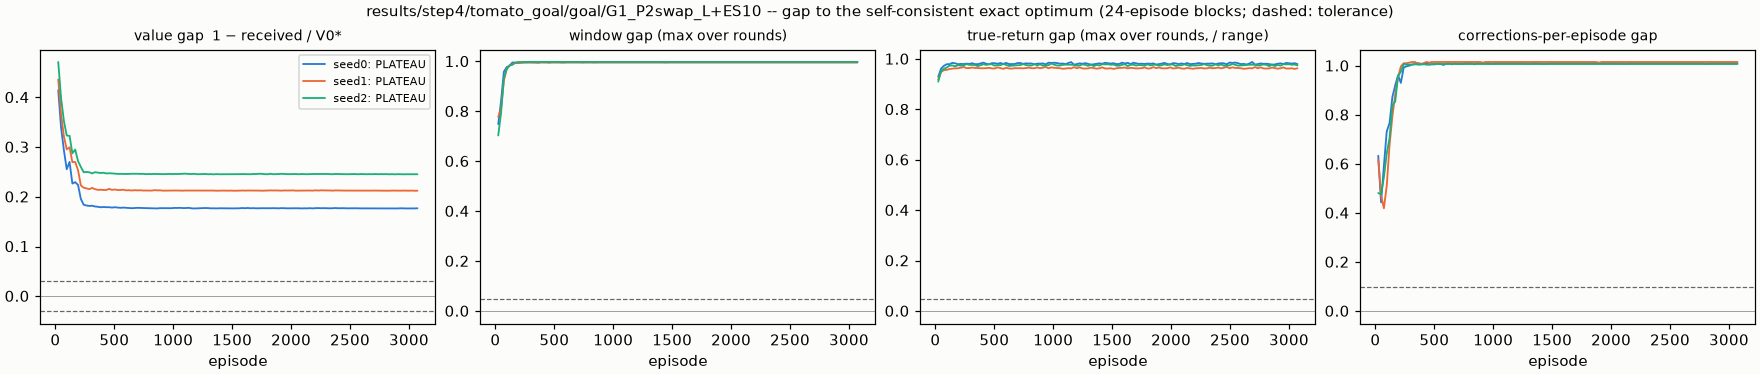 results/step4/tomato_goal/goal/G1_P2swap_L+ES10 -- gap to the self-consistent exact optimum (24-episode blocks; dashed: tolerance)
value gap  1 − received / V0*
0.4
0.3
0.2
0.1
0.0
seed0: PLATEAU
seed1: PLATEAU
seed2: PLATEAU
0 500 1000 1500 2000 2500 3000
episode
window gap (max over rounds)
1.0
0.8
0.6
0.4
0.2
0.0
0 500 1000 1500 2000 2500 3000
episode
true-return gap (max over rounds, / range)
1.0
0.8
0.6
0.4
0.2
0.0
0 500 1000 1500 2000 2500 3000
episode
corrections-per-episode gap
1.0
0.8
0.6
0.4
0.2
0.0
0 500 1000 1500 2000 2500 3000
episode